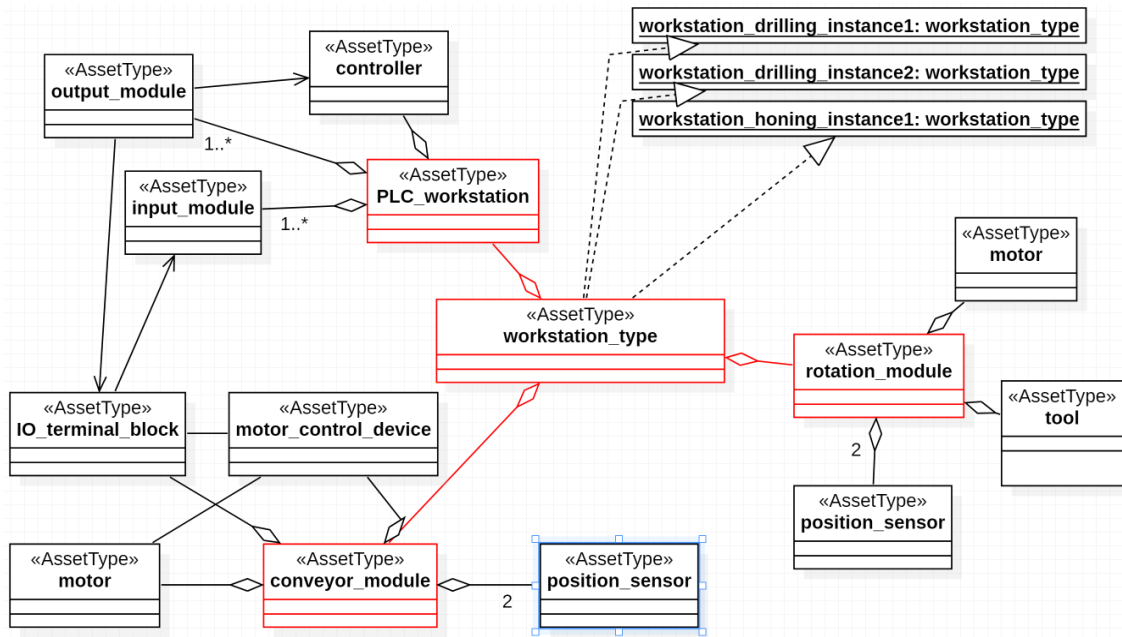 workstation_drilling_instance1: workstation_type
workstation_drilling_instance2: workstation_type
workstation_honing_instance1: workstation_type
«AssetType»
controller
«AssetType»
output_module
1..*
«AssetType»
PLC_workstation
«AssetType»
input_module
1..*
«AssetType»
motor
«AssetType»
workstation_type
«AssetType»
rotation_module
«AssetType»
tool
2
«AssetType»
IO_terminal_block
«AssetType»
motor_control_device
«AssetType»
position_sensor
«AssetType»
motor
«AssetType»
conveyor_module
2
«AssetType»
position_sensor